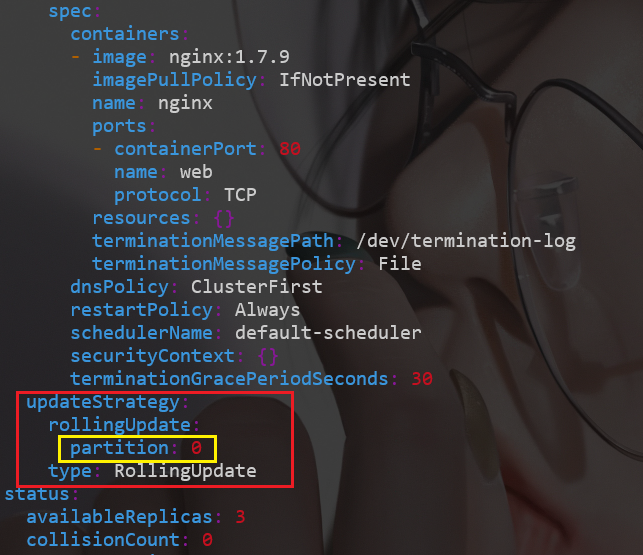 spec:
containers:
- image: nginx:1.7.9
imagePullPolicy: IfNotPresent
name: nginx
ports:
- containerPort: 80
name: web
protocol: TCP
resources: {}
terminationMessagePath: /dev/termination-log
terminationMessagePolicy: File
dnsPolicy: ClusterFirst
restartPolicy: Always
schedulerName: default-scheduler
securityContext: {}
terminationGracePeriodSeconds: 30
updateStrategy:
rollingUpdate:
partition: 0
type: RollingUpdate
status:
availableReplicas: 3
collisionCount: 0